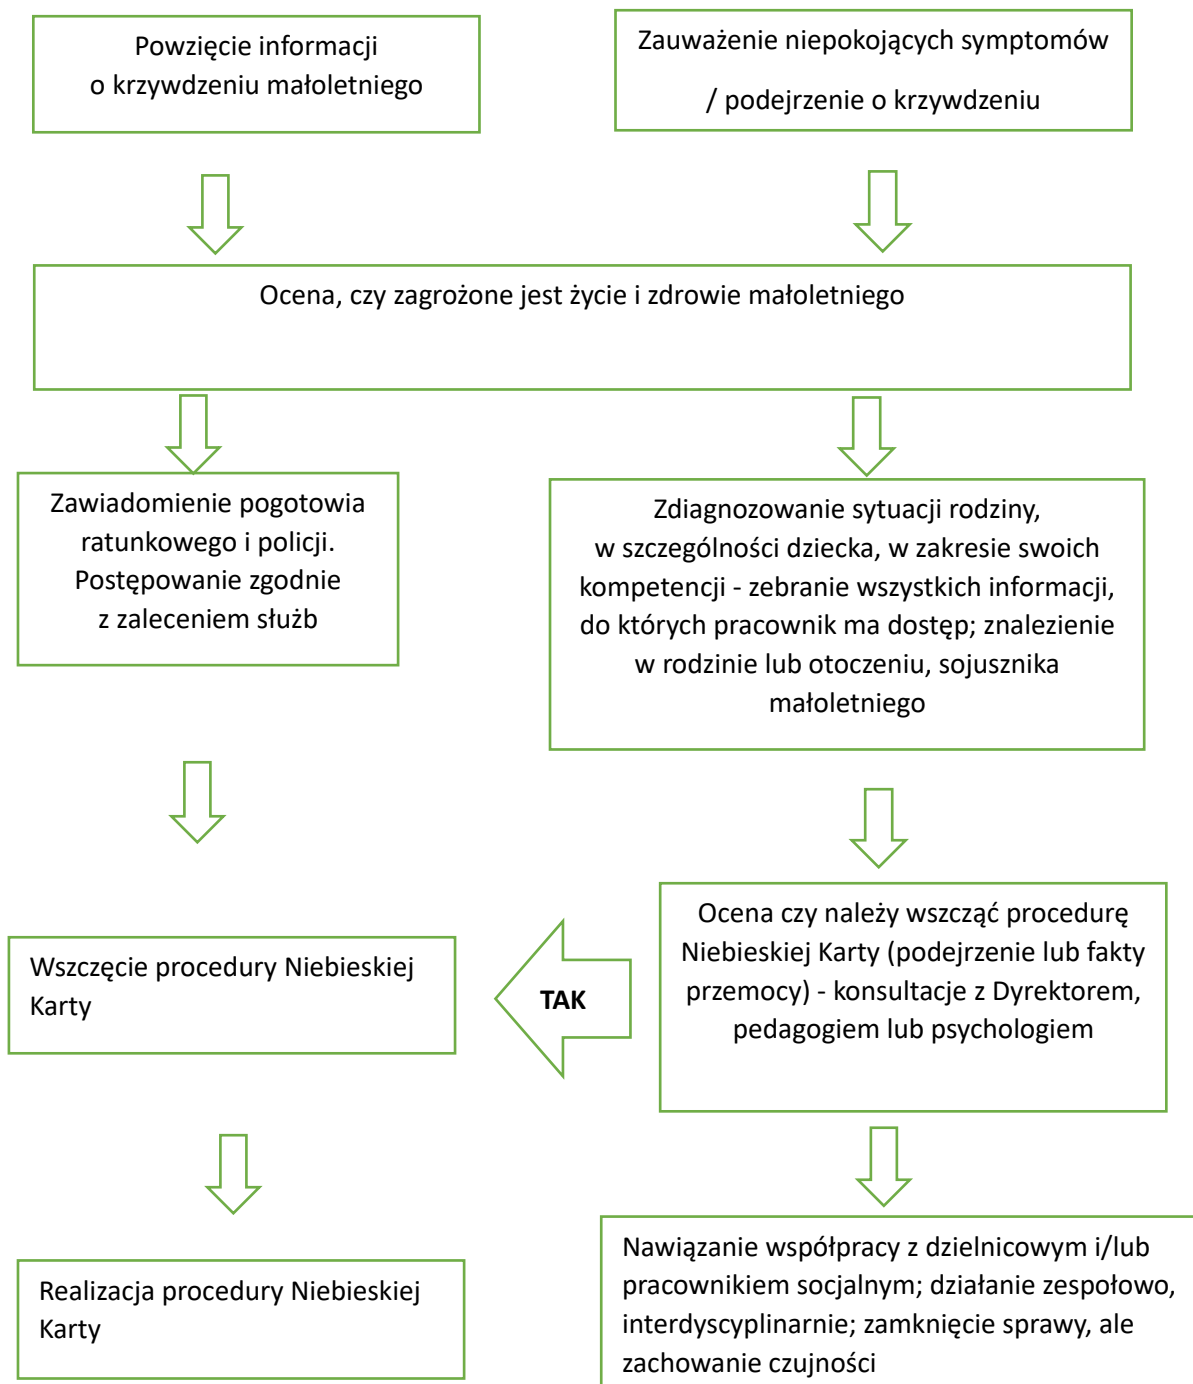 Powzięcie informacji
o krzywdzeniu małoletniego
Zauważenie niepokojących symptomów
/ podejrzenie o krzywdzeniu
Ocena, czy zagrożone jest życie i zdrowie małoletniego
Zawiadomienie pogotowia
ratunkowego i policji.
Postępowanie zgodnie
z zaleceniem służb
Zdiagnozowanie sytuacji rodziny,
w szczególności dziecka, w zakresie swoich
kompetencji - zebranie wszystkich informacji,
do których pracownik ma dostęp; znalezienie
w rodzinie lub otoczeniu, sojusznika
małoletniego
Ocena czy należy wszcząć procedurę
Niebieskiej Karty (podejrzenie lub fakty
przemocy) - konsultacje z Dyrektorem,
pedagogiem lub psychologiem
TAK
Wszczęcie procedury Niebieskiej
Karty
Realizacja procedury Niebieskiej
Karty
Nawiązanie współpracy z dzielnicowym i/lub
pracownikiem socjalnym; działanie zespołowo,
interdyscyplinarnie; zamknięcie sprawy, ale
zachowanie czujności